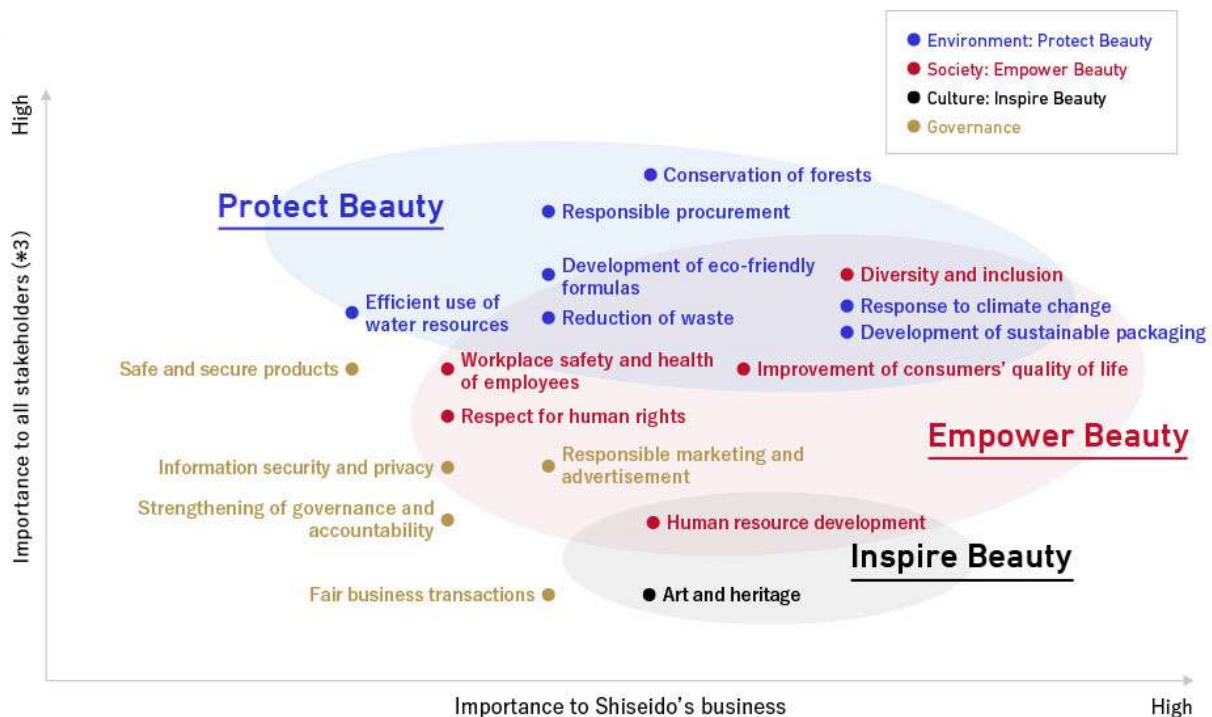 Environment: Protect Beauty
Society: Empower Beauty
Culture: Inspire Beauty
Governance
High
Importance to all stakeholders (*3)
Protect Beauty
Conservation of forests
Responsible procurement
Development of eco-friendly
formulas
Diversity and inclusion
Efficient use of
water resources
Reduction of waste
Response to climate change
Development of sustainable packaging
Safe and secure products
Workplace safety and health
of employees
Improvement of consumers’ quality of life
Respect for human rights
Empower Beauty
Information security and privacy
Responsible marketing and
advertisement
Strengthening of governance and
accountability
Human resource development
Inspire Beauty
Fair business transactions
Art and heritage
Importance to Shiseido’s business
High